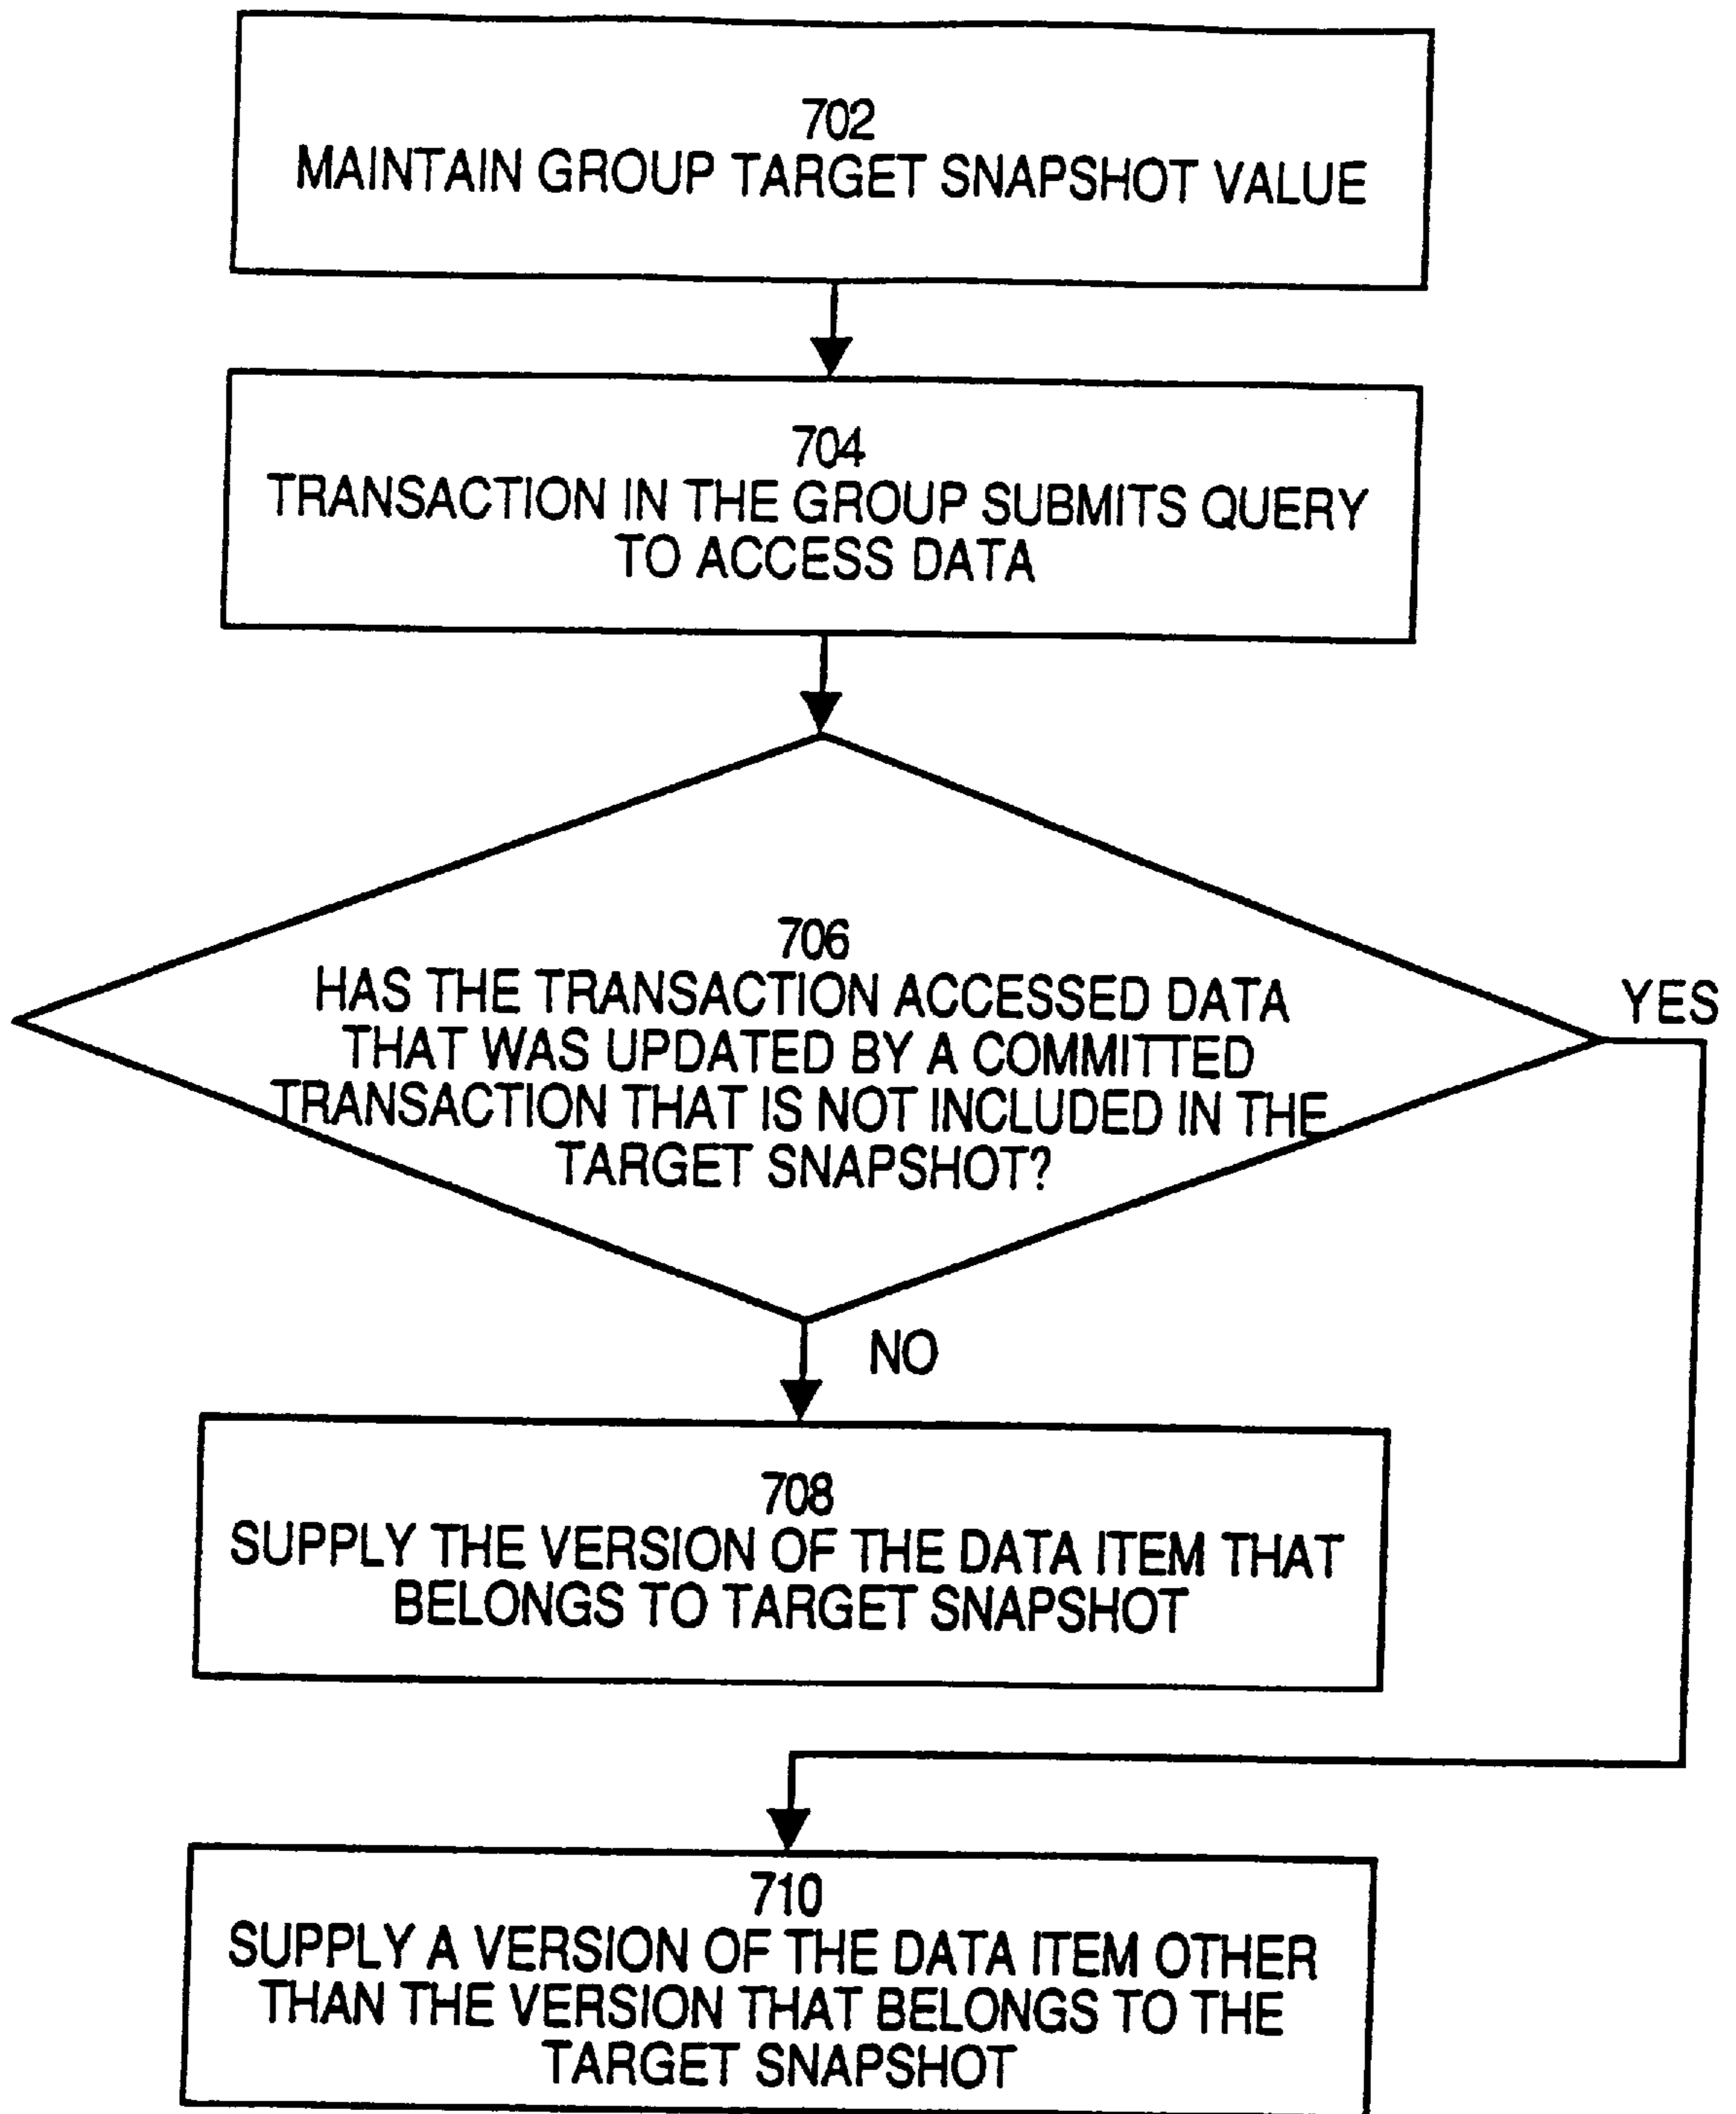 702
MAINTAIN GROUP TARGET SNAPSHOT VALUE
704
TRANSACTION IN THE GROUP SUBMITS QUERY
TO ACCESS DATA
706
HAS THE TRANSACTION ACCESSED DATA
THAT WAS UPDATED BY A COMMITTED
TRANSACTION THAT IS NOT INCLUDED IN THE
TARGET SNAPSHOT?
YES
NO
708
SUPPLY THE VERSION OF THE DATA ITEM THAT
BELONGS TO TARGET SNAPSHOT
710
SUPPLY A VERSION OF THE DATA ITEM OTHER
THAN THE VERSION THAT BELONGS TO THE
TARGET SNAPSHOT